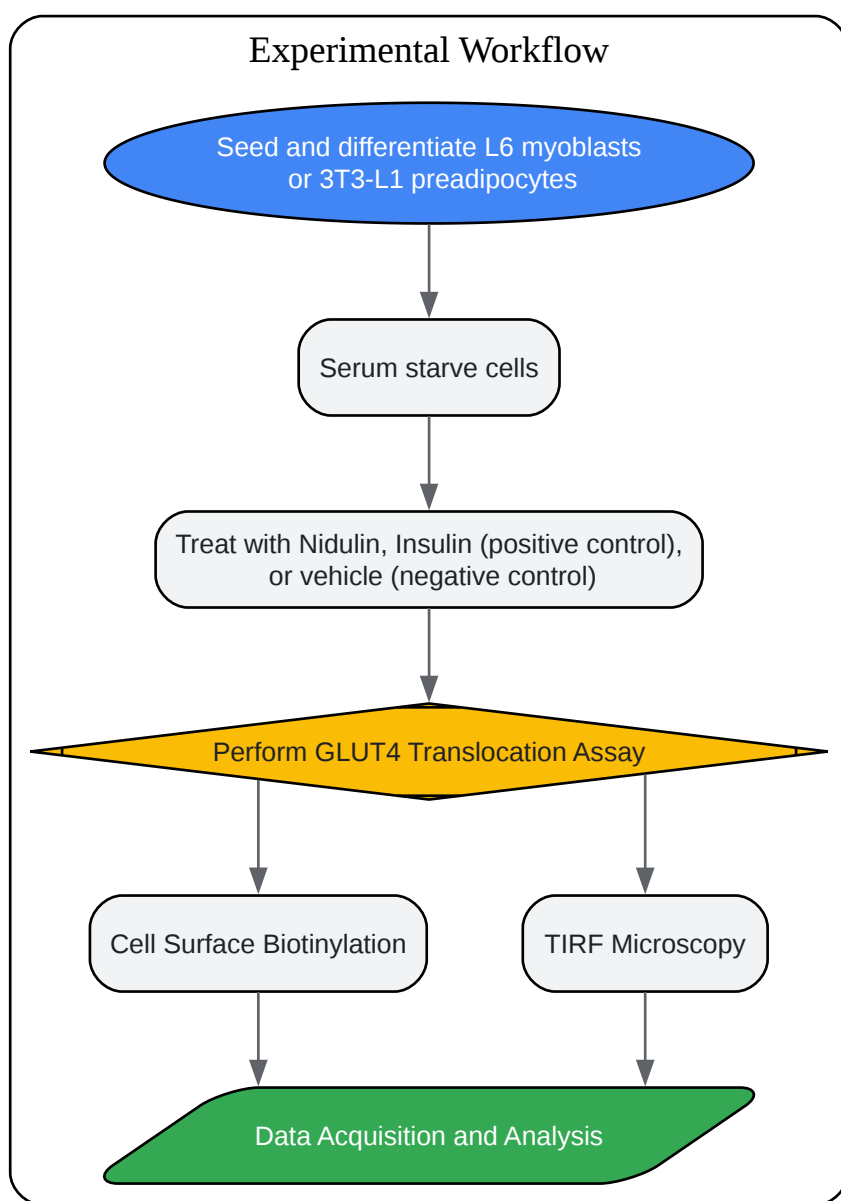 Experimental Workflow
Seed and differentiate L6 myoblasts
or 3T3-L1 preadipocytes
Serum starve cells
Treat with Nidulin, Insulin (positive control),
or vehicle (negative control)
Perform GLUT4 Translocation Assay
Cell Surface Biotinylation
TIRF Microscopy
Data Acquisition and Analysis